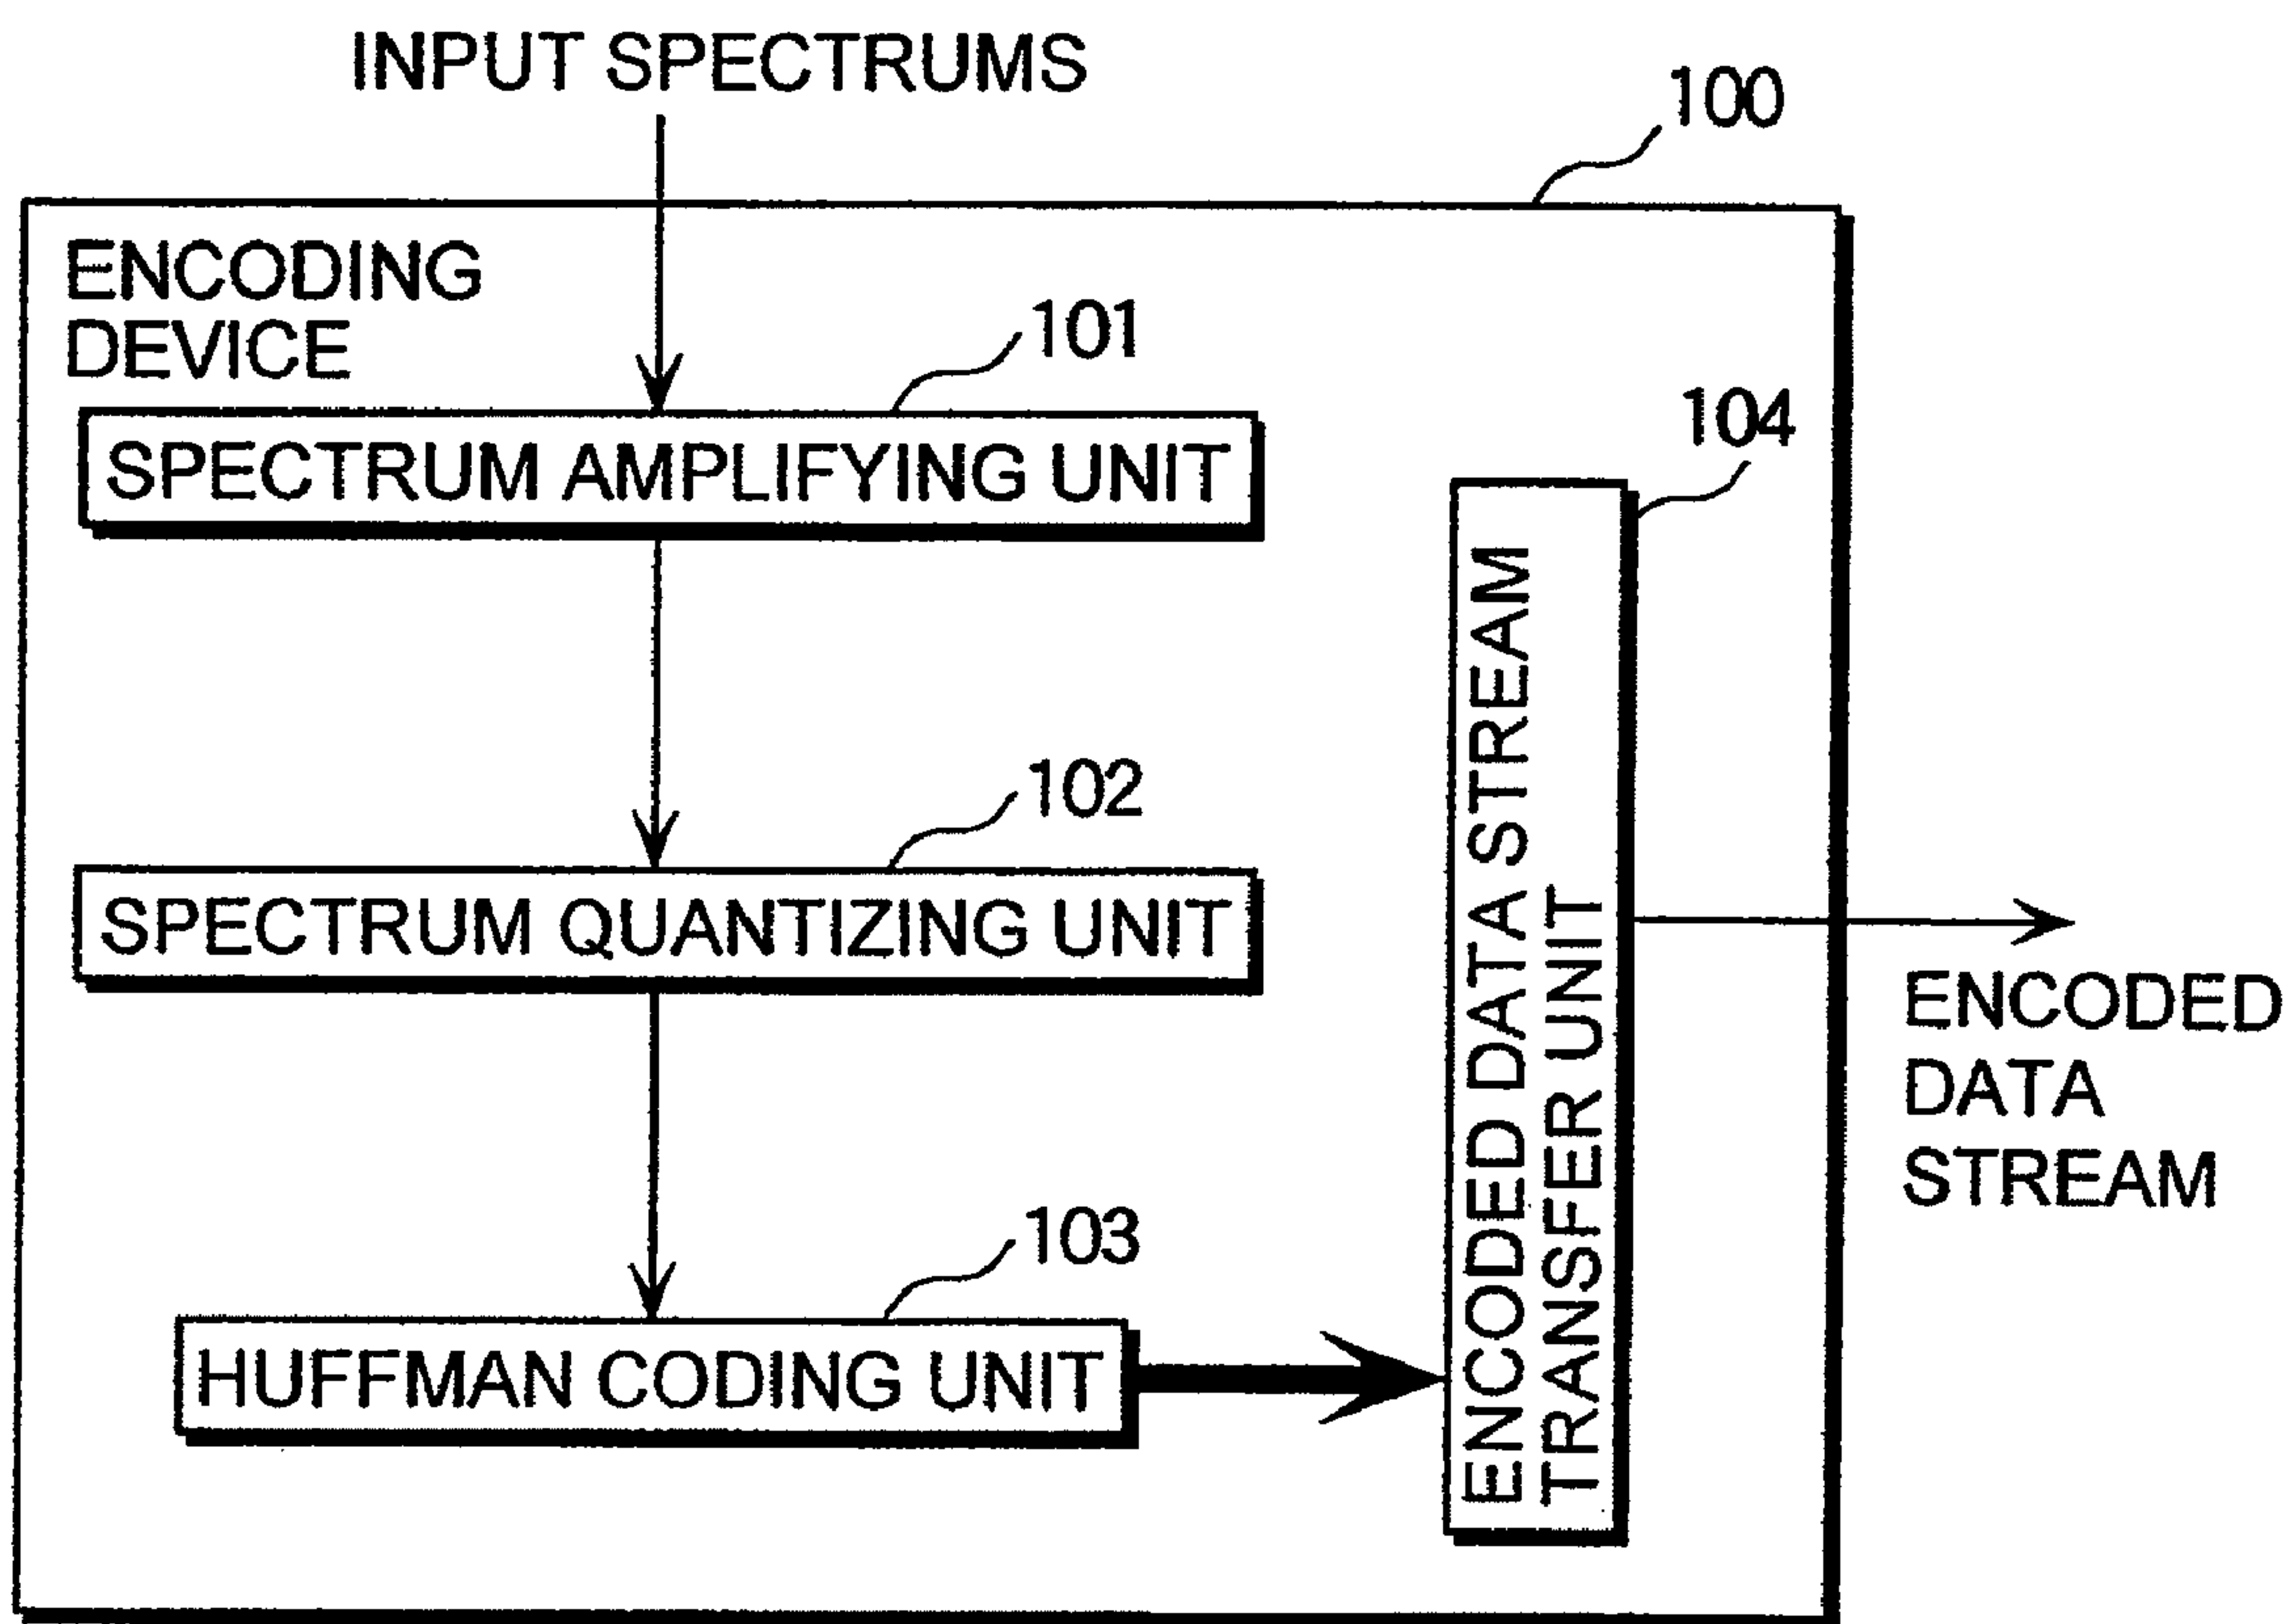 INPUT SPECTRUMS
100
ENCODING
DEVICE
101
SPECTRUM AMPLIFYING UNIT
104
ENCODED DATA STREAM
TRANSFER UNIT
102
SPECTRUM QUANTIZING UNIT
ENCODED
DATA
STREAM
103
HUFFMAN CODING UNIT